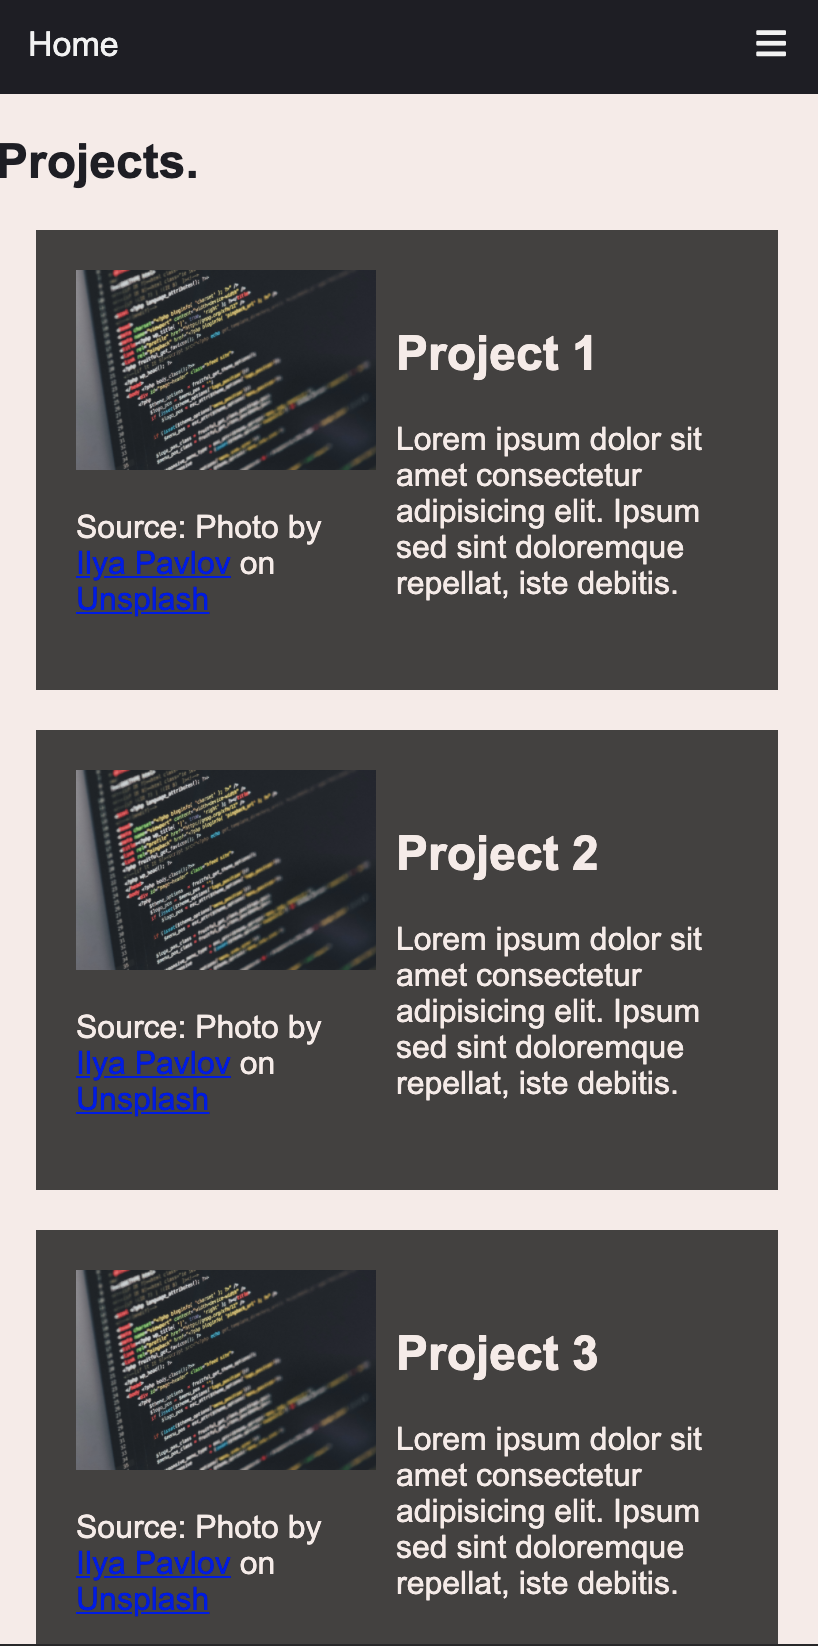 Home
Projects.
Project 1
Lorem ipsum dolor sit
amet consectetur
adipisicing elit. Ipsum
sed sint doloremque
repellat, iste debitis.
Source: Photo by
Ilya Pavlov on
Unsplash
Project 2
Lorem ipsum dolor sit
amet consectetur
adipisicing elit. Ipsum
sed sint doloremque
repellat, iste debitis.
Source: Photo by
Ilya Pavlov on
Unsplash
Project 3
Lorem ipsum dolor sit
amet consectetur
adipisicing elit. Ipsum
sed sint doloremque
repellat, iste debitis.
Source: Photo by
Ilya Pavlov on
Unsplash